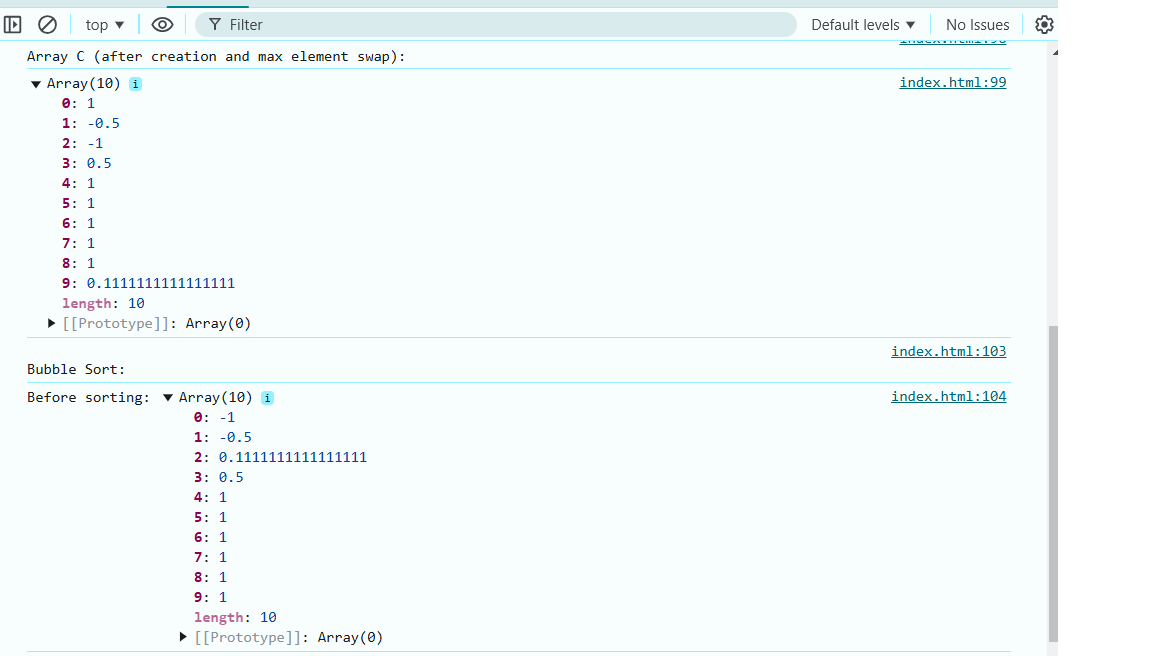 top ▼ Filter Default levels ▼ No Issues
Array C (after creation and max element swap):
▼ Array(10) i index.html:99
0: 1
1: -0.5
2: -1
3: 0.5
4: 1
5: 1
6: 1
7: 1
8: 1
9: 0.1111111111111111
length: 10
▶ [[Prototype]]: Array(0)
index.html:103
Bubble Sort:
Before sorting: ▼ Array(10) i index.html:104
0: -1
1: -0.5
2: 0.1111111111111111
3: 0.5
4: 1
5: 1
6: 1
7: 1
8: 1
9: 1
length: 10
▶ [[Prototype]]: Array(0)